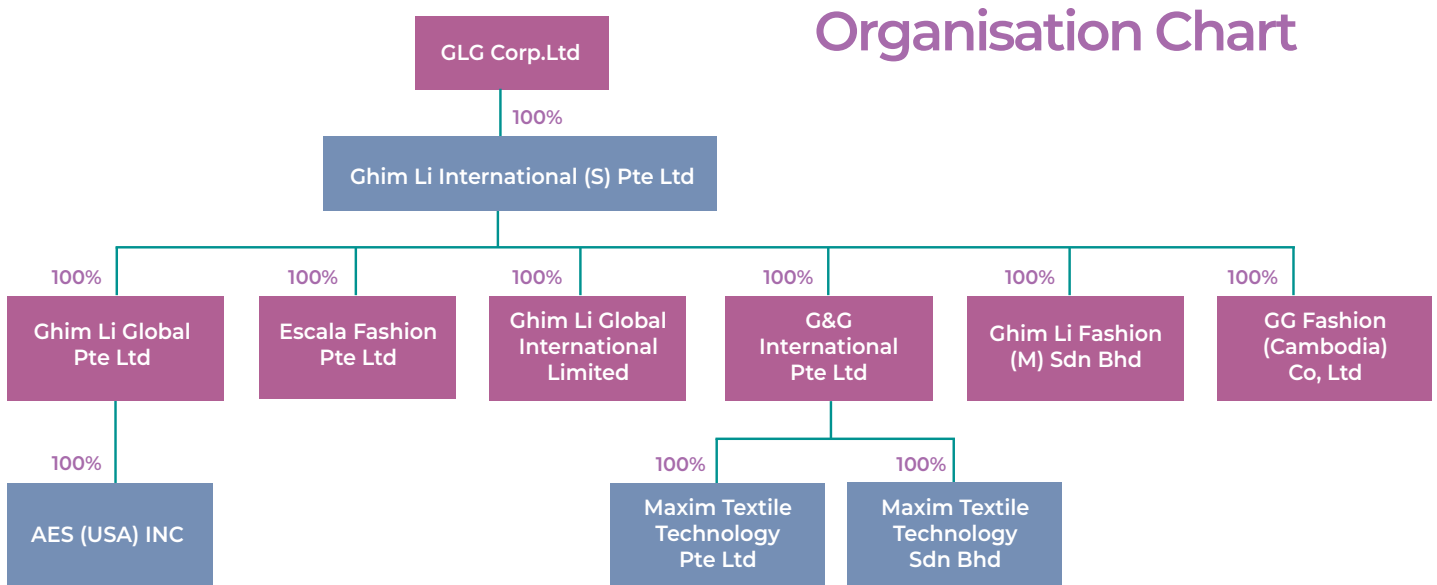 Organisation Chart
GLG Corp.Ltd
100%
Ghim Li International (S) Pte Ltd
100%
100%
100%
100%
100%
100%
Ghim Li Global
Pte Ltd
Escala Fashion
Pte Ltd
Ghim Li Global
International
Limited
G&G
International
Pte Ltd
Ghim Li Fashion
(M) Sdn Bhd
GG Fashion
(Cambodia)
Co, Ltd
100%
100%
100%
AES (USA) INC
Maxim Textile
Technology
Pte Ltd
Maxim Textile
Technology
Sdn Bhd